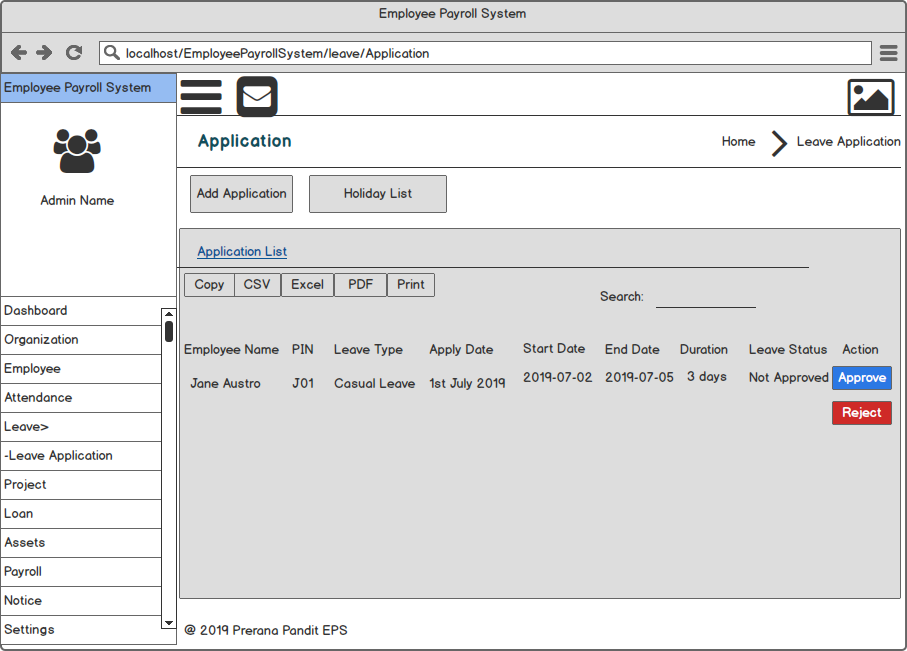 Employee Payroll System
localhost/EmployeePayrollSystem/leave/Application
Employee Payroll System
Admin Name
Application
Home
Leave Application
Add Application
Holiday List
Application List
Copy CSV Excel PDF Print
Search:
Employee Name PIN Leave Type Apply Date Start Date End Date Duration Leave Status Action
Jane Austro J01 Casual Leave 1st July 2019 2019-07-02 2019-07-05 3 days Not Approved Approve
Reject
Dashboard
Organization
Employee
Attendance
Leave>
-Leave Application
Project
Loan
Assets
Payroll
Notice
Settings
@ 2019 Prerana Pandit EPS